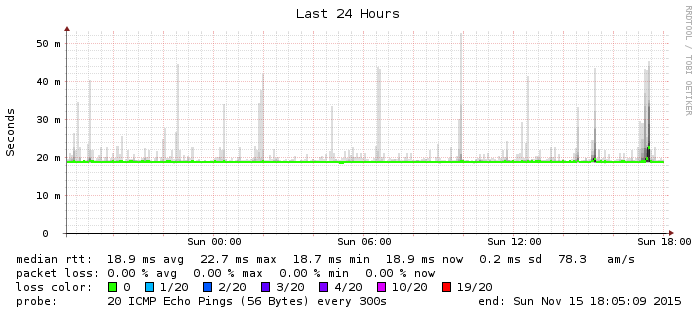 Last 24 Hours
RRDTOOL / TOBI OETIKER
Seconds
50 m
40 m
30 m
20 m
10 m
0
Sun 00:00 Sun 06:00 Sun 12:00 Sun 18:00
median rtt: 18.9 ms avg 22.7 ms max 18.7 ms min 18.9 ms now 0.2 ms sd 78.3 am/s
packet loss: 0.00 % avg 0.00 % max 0.00 % min 0.00 % now
loss color: 0 1/20 2/20 3/20 4/20 10/20 19/20
probe: 20 ICMP Echo Pings (56 Bytes) every 300s end: Sun Nov 15 18:05:09 2015